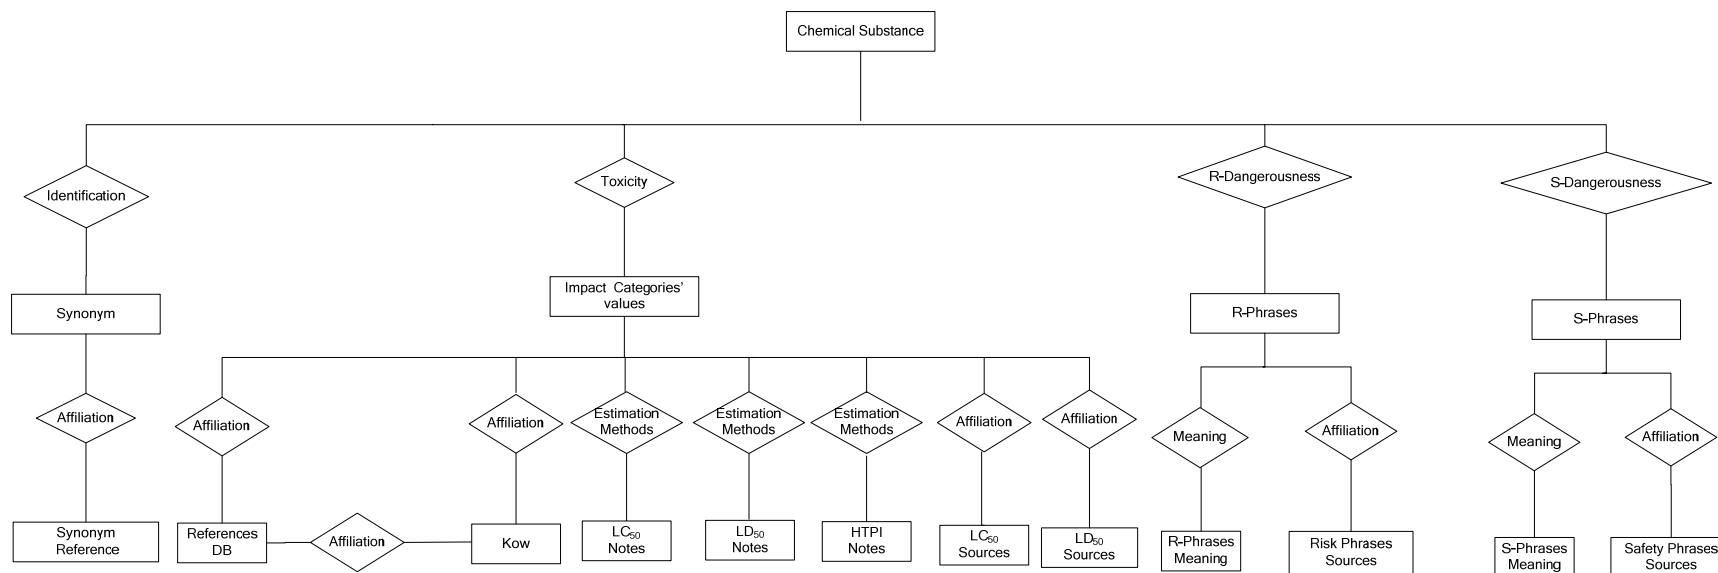 Chemical Substance
Identification
Toxicity
R-Dangerousness
S-Dangerousness
Synonym
Impact Categories'
values
R-Phrases
S-Phrases
Affiliation
Affiliation
Affiliation
Estimation
Methods
Estimation
Methods
Estimation
Methods
Affiliation
Affiliation
Meaning
Affiliation
Meaning
Affiliation
Synonym
Reference
References
DB
Affiliation
Kow
LC50
Notes
LD50
Notes
HTPI
Notes
LC50
Sources
LD50
Sources
R-Phrases
Meaning
Risk Phrases
Sources
S-Phrases
Meaning
Safety Phrases
Sources